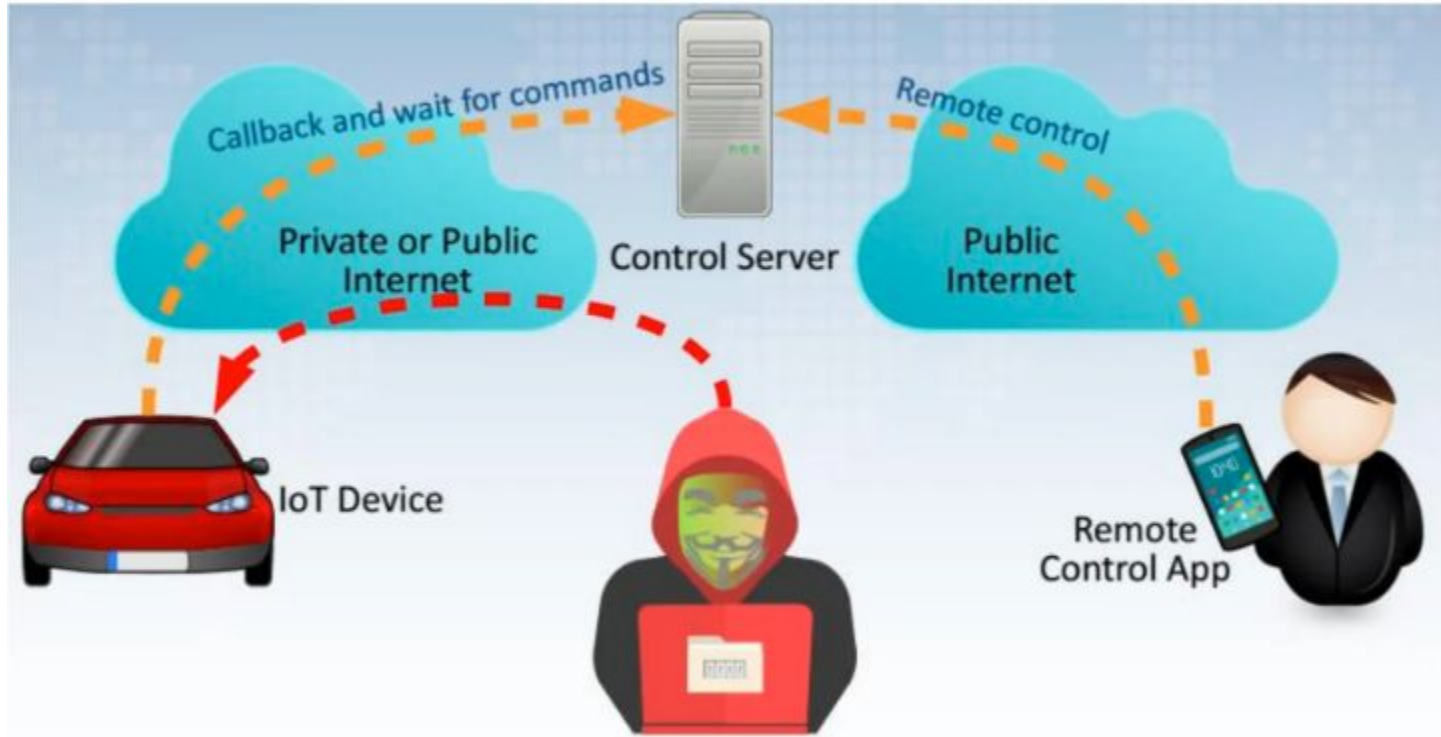 Callback and wait for commands
Remote control
Private or Public
Internet
Control Server
Public
Internet
IoT Device
Remote
Control App